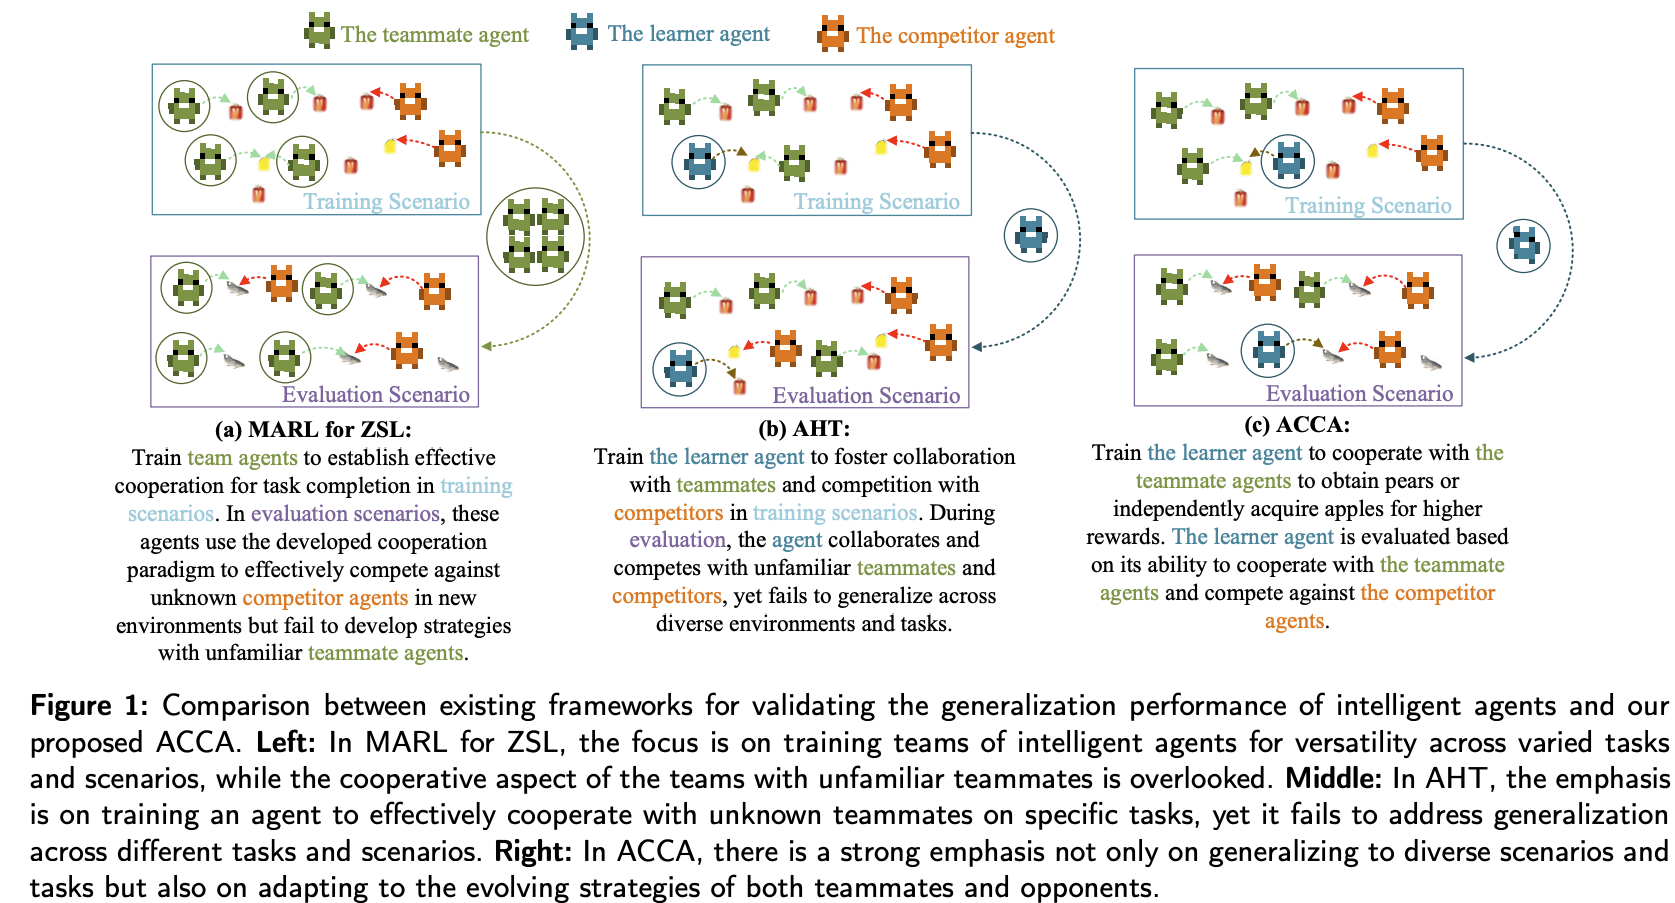 The teammate agent
The learner agent
The competitor agent
Training Scenario
Evaluation Scenario
(a) MARL for ZSL:
Train team agents to establish effective
cooperation for task completion in training
scenarios. In evaluation scenarios, these
agents use the developed cooperation
paradigm to effectively compete against
unknown competitor agents in new
environments but fail to develop strategies
with unfamiliar teammate agents.
Training Scenario
Evaluation Scenario
(b) AHT:
Train the learner agent to foster collaboration
with teammates and competition with
competitors in training scenarios. During
evaluation, the agent collaborates and
competes with unfamiliar teammates and
competitors, yet fails to generalize across
diverse environments and tasks.
Training Scenario
Evaluation Scenario
(c) ACCA:
Train the learner agent to cooperate with the
teammate agents to obtain pears or
independently acquire apples for higher
rewards. The learner agent is evaluated based
on its ability to cooperate with the teammate
agents and compete against the competitor
agents.
Figure 1: Comparison between existing frameworks for validating the generalization performance of intelligent agents and our
proposed ACCA. Left: In MARL for ZSL, the focus is on training teams of intelligent agents for versatility across varied tasks
and scenarios, while the cooperative aspect of the teams with unfamiliar teammates is overlooked. Middle: In AHT, the emphasis
is on training an agent to effectively cooperate with unknown teammates on specific tasks, yet it fails to address generalization
across different tasks and scenarios. Right: In ACCA, there is a strong emphasis not only on generalizing to diverse scenarios and
tasks but also on adapting to the evolving strategies of both teammates and opponents.